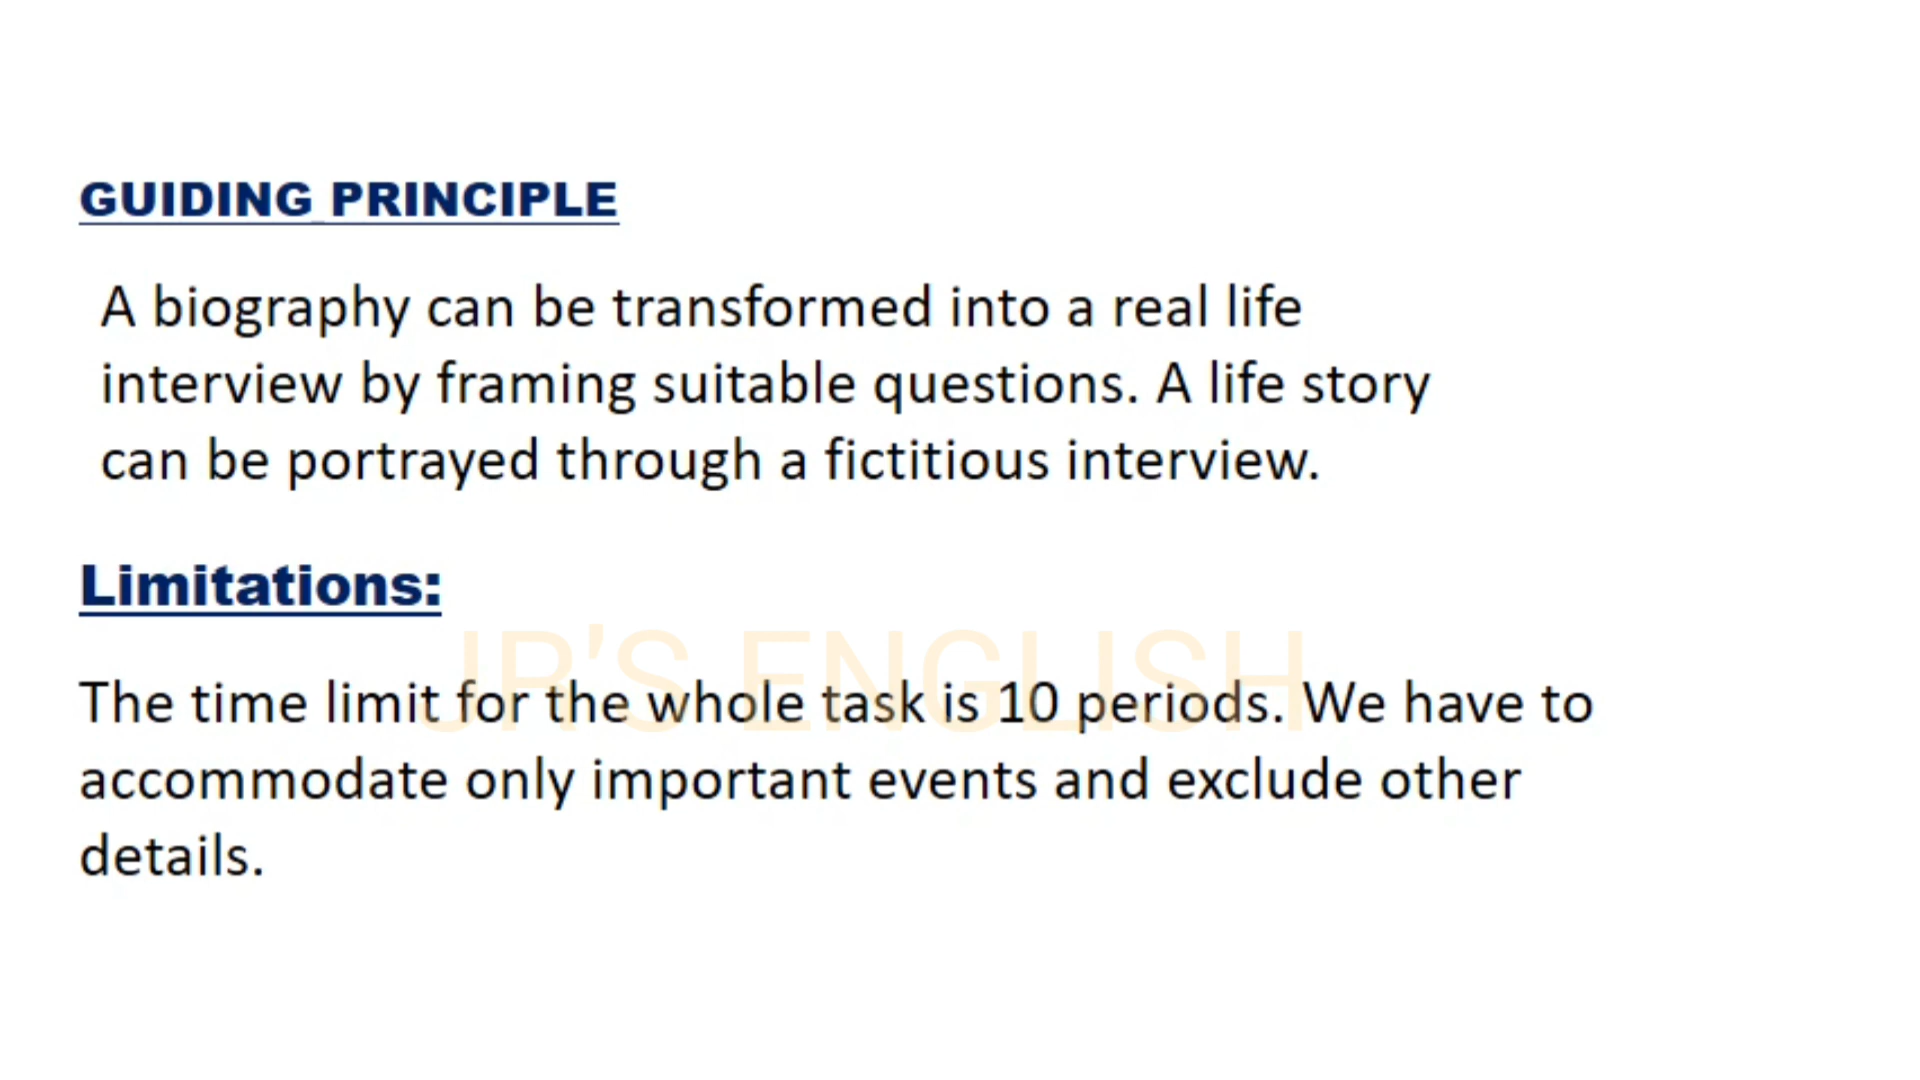 GUIDING PRINCIPLE
A biography can be transformed into a real life
interview by framing suitable questions. A life story
can be portrayed through a fictitious interview.
Limitations:
JR'S ENGLISH
The time limit for the whole task is 10 periods. We have to
accommodate only important events and exclude other
details.